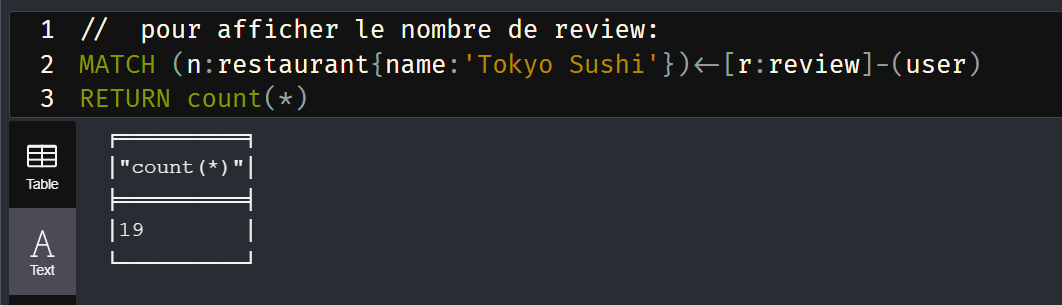 1 //  pour afficher le nombre de review:
2 MATCH (n:restaurant{name:'Tokyo Sushi'})<-[r:review]-(user)
3 RETURN count(*)
"count(*)"
Table
19
A
Text